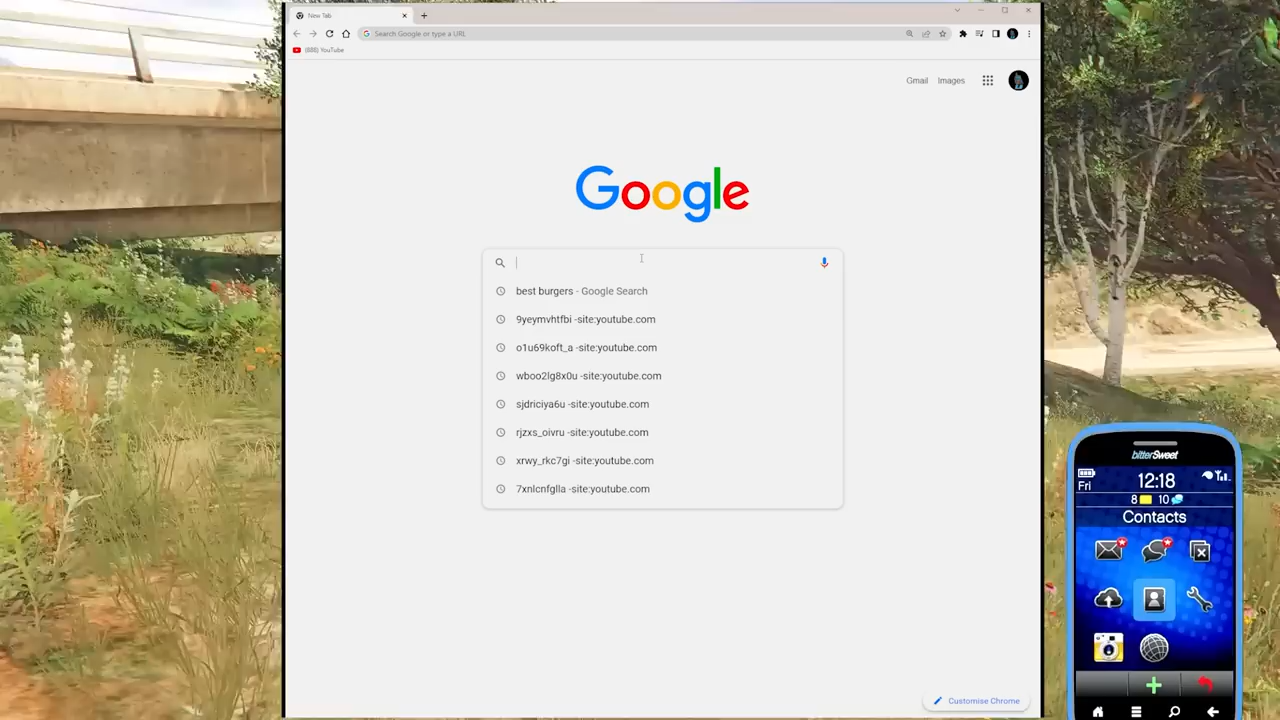 New Tab
Search Google or type a URL
(888) YouTube
Gmail Images
Google
best burgers - Google Search
9yeymvhtfbi -site:youtube.com
o1u69koft_a -site:youtube.com
wboo2lg8x0u -site:youtube.com
sjdriciya6u -site:youtube.com
rjzxs_oivru -site:youtube.com
xrwy_rkc7gi -site:youtube.com
7xnlcnfglla -site:youtube.com
Customise Chrome
bitterSweet
Fri 12:18
8 10
Contacts